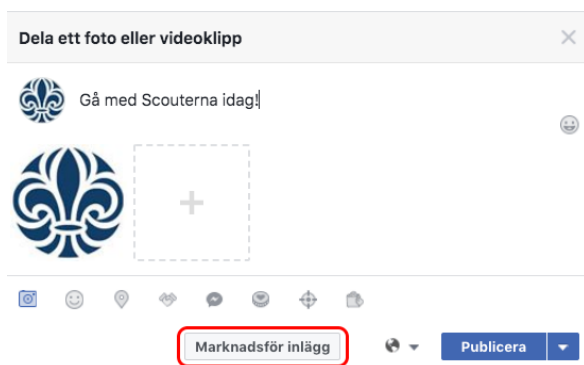 Dela ett foto eller videoklipp
Gå med Scouterna idag!
Marknadsför inlägg
Publicera